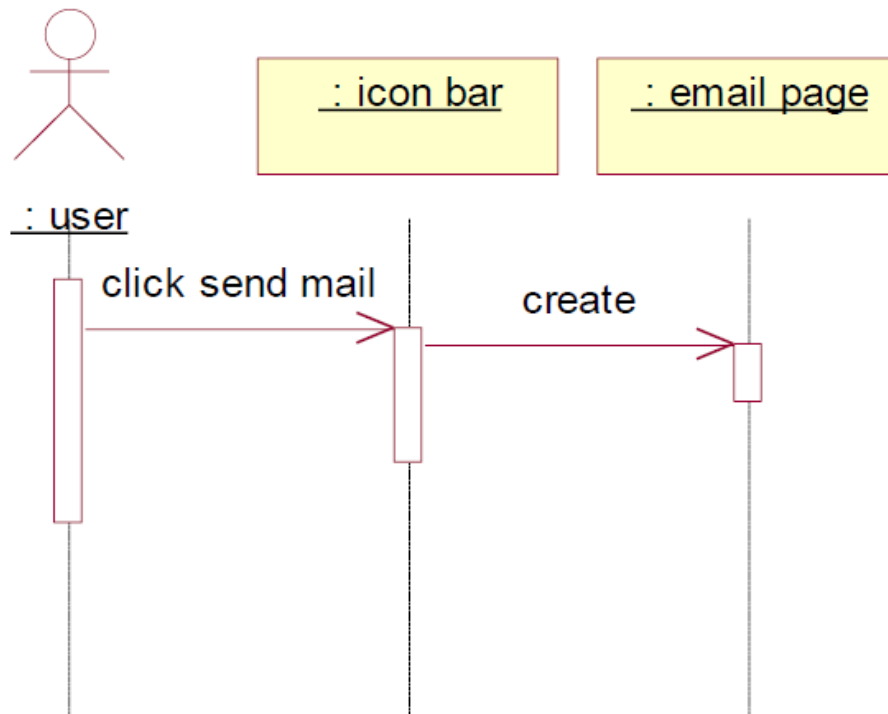 : icon bar
: email page
: user
click send mail
create